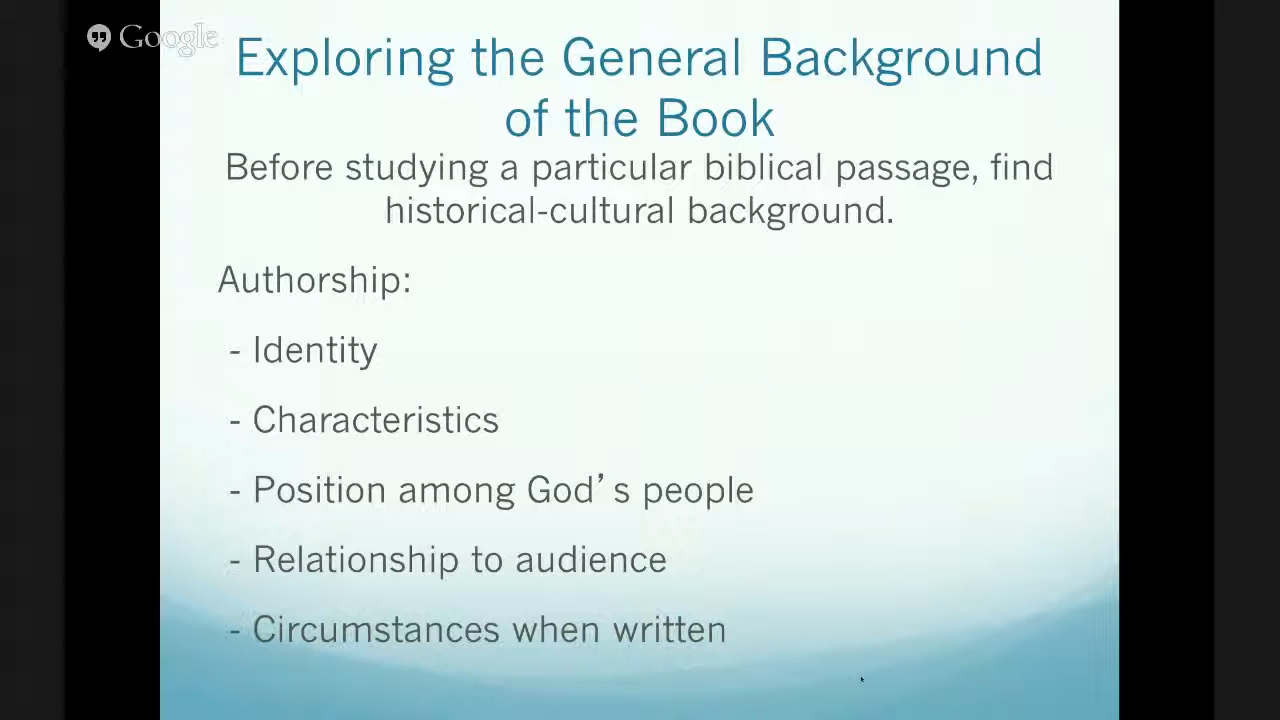 Google
Exploring the General Background
of the Book
Before studying a particular biblical passage, find
historical-cultural background.
Authorship:
- Identity
- Characteristics
- Position among God’s people
- Relationship to audience
- Circumstances when written